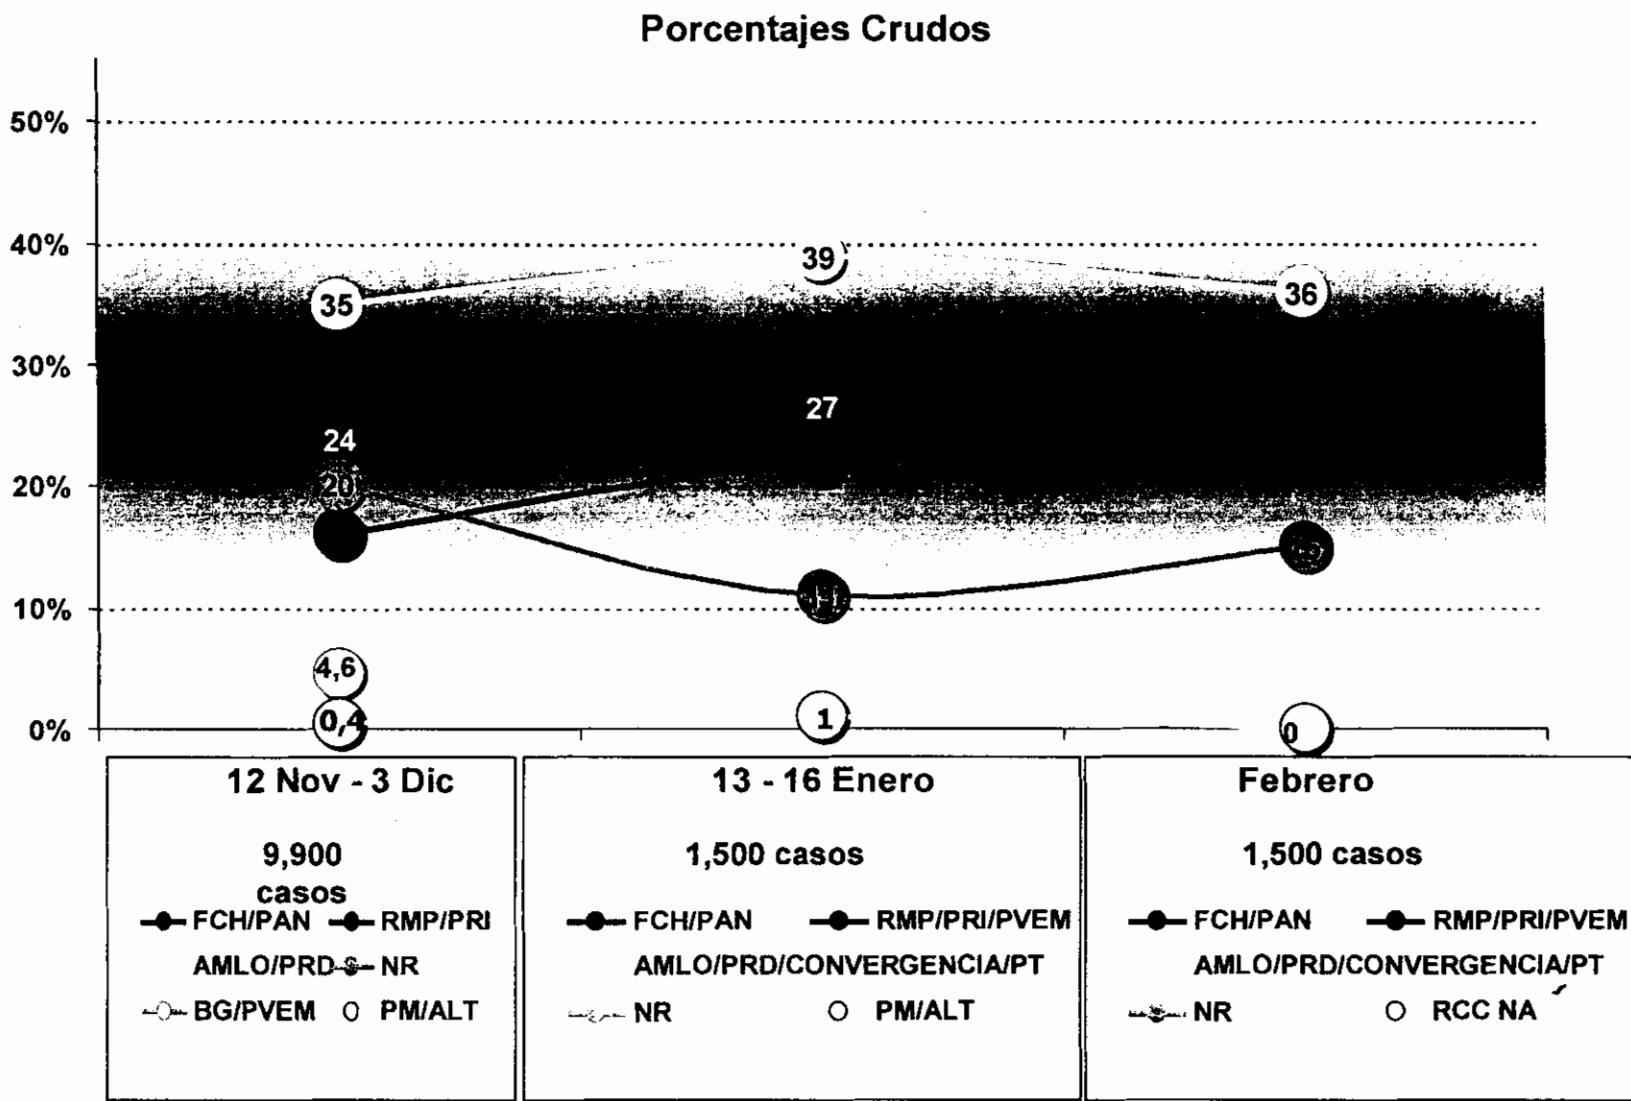 Porcentajes Crudos
50%
40%
30%
20%
10%
0%
35
39
36
24
27
20
11
15
4,6
0,4
1
0
12 Nov - 3 Dic
9,900
casos
FCH/PAN RMP/PRI
AMLO/PRD NR
BG/PVEM PM/ALT
13 - 16 Enero
1,500 casos
FCH/PAN RMP/PRI/PVEM
AMLO/PRD/CONVERGENCIA/PT
NR PM/ALT
Febrero
1,500 casos
FCH/PAN RMP/PRI/PVEM
AMLO/PRD/CONVERGENCIA/PT
NR RCC NA